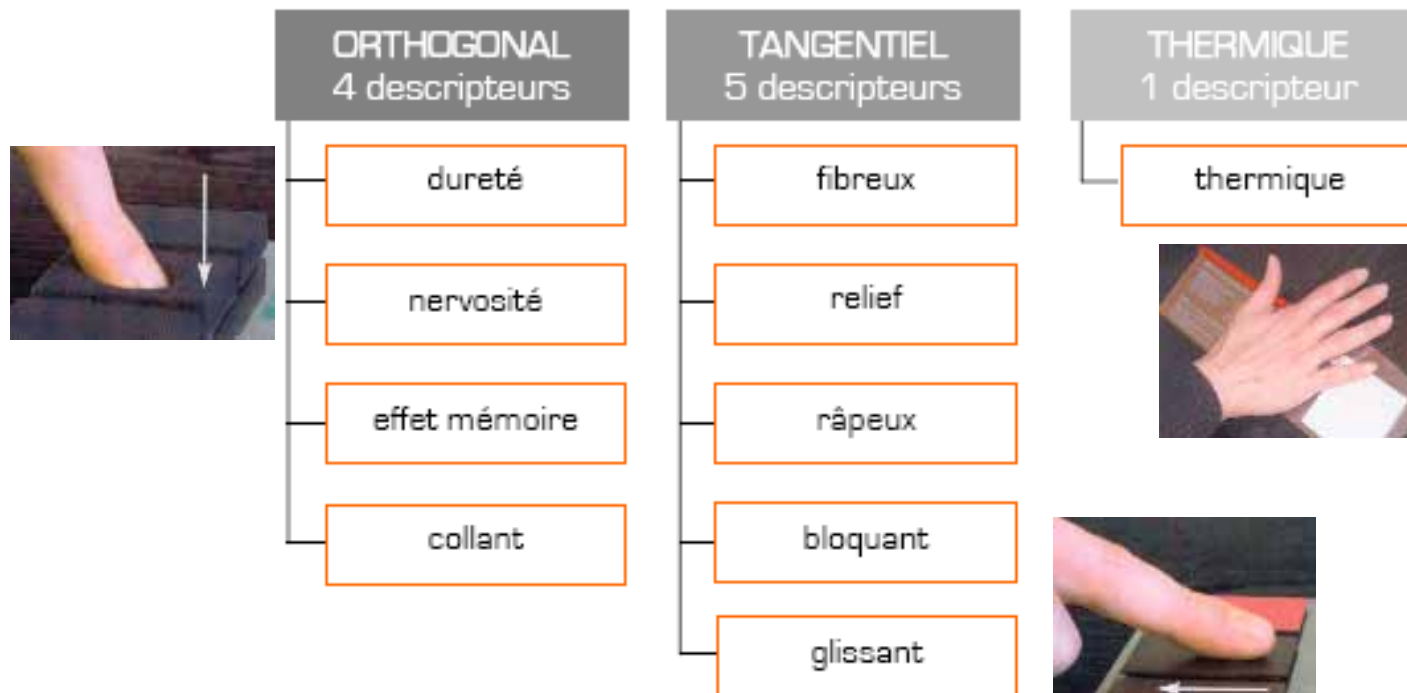 ORTHOGONAL
4 descripteurs
dureté
nervosité
effet mémoire
collant
TANGENTIEL
5 descripteurs
fibreux
relief
râpeux
bloquant
glissant
THERMIQUE
1 descripteur
thermique